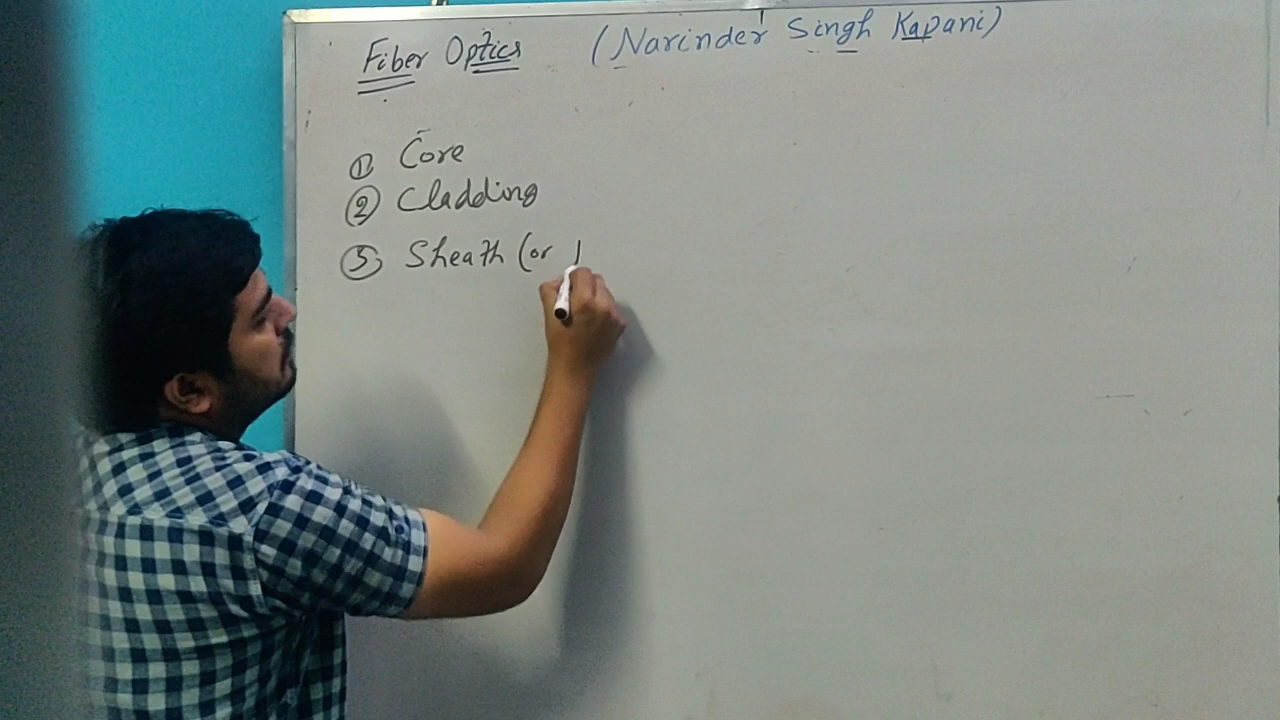 Fiber Optics (Narinder Singh Kapani)
① Core
② Cladding
③ Sheath (or